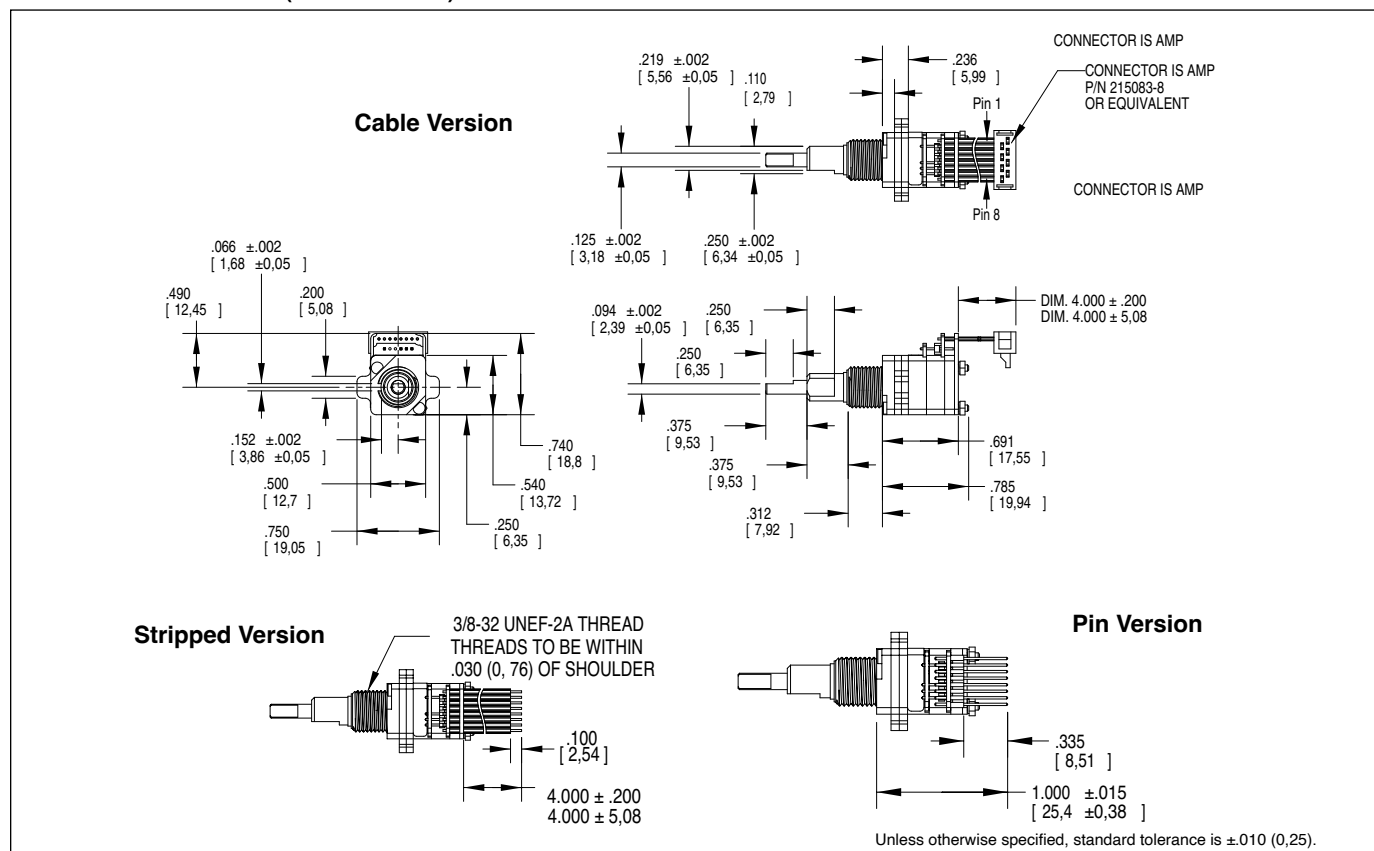 CONNECTOR IS AMP
.219 ±.002
[ 5,56 ±0,05 ]
.110
[ 2,79 ]
.236
[ 5,99 ]
CONNECTOR IS AMP
P/N 215083-8
OR EQUIVALENT
Pin 1
Cable Version
CONNECTOR IS AMP
Pin 8
.125 ±.002
[ 3,18 ±0,05 ]
.250 ±.002
[ 6,34 ±0,05 ]
.066 ±.002
[ 1,68 ±0,05 ]
.490
[ 12,45 ]
.200
[ 5,08 ]
.094 ±.002
[ 2,39 ±0,05 ]
.250
[ 6,35 ]
DIM. 4.000 ± .200
DIM. 4.000 ± 5,08
.250
[ 6,35 ]
.152 ±.002
[ 3,86 ±0,05 ]
.740
[ 18,8 ]
.500
[ 12,7 ]
.540
[ 13,72 ]
.750
[ 19,05 ]
.250
[ 6,35 ]
.375
[ 9,53 ]
.375
[ 9,53 ]
.312
[ 7,92 ]
.691
[ 17,55 ]
.785
[ 19,94 ]
Stripped Version
3/8-32 UNEF-2A THREAD
THREADS TO BE WITHIN
.030 (0, 76) OF SHOULDER
.100
[ 2,54 ]
4.000 ± .200
4.000 ± 5,08
Pin Version
.335
[ 8,51 ]
1.000 ±.015
[ 25,4 ±0,38 ]
Unless otherwise specified, standard tolerance is ±.010 (0,25).